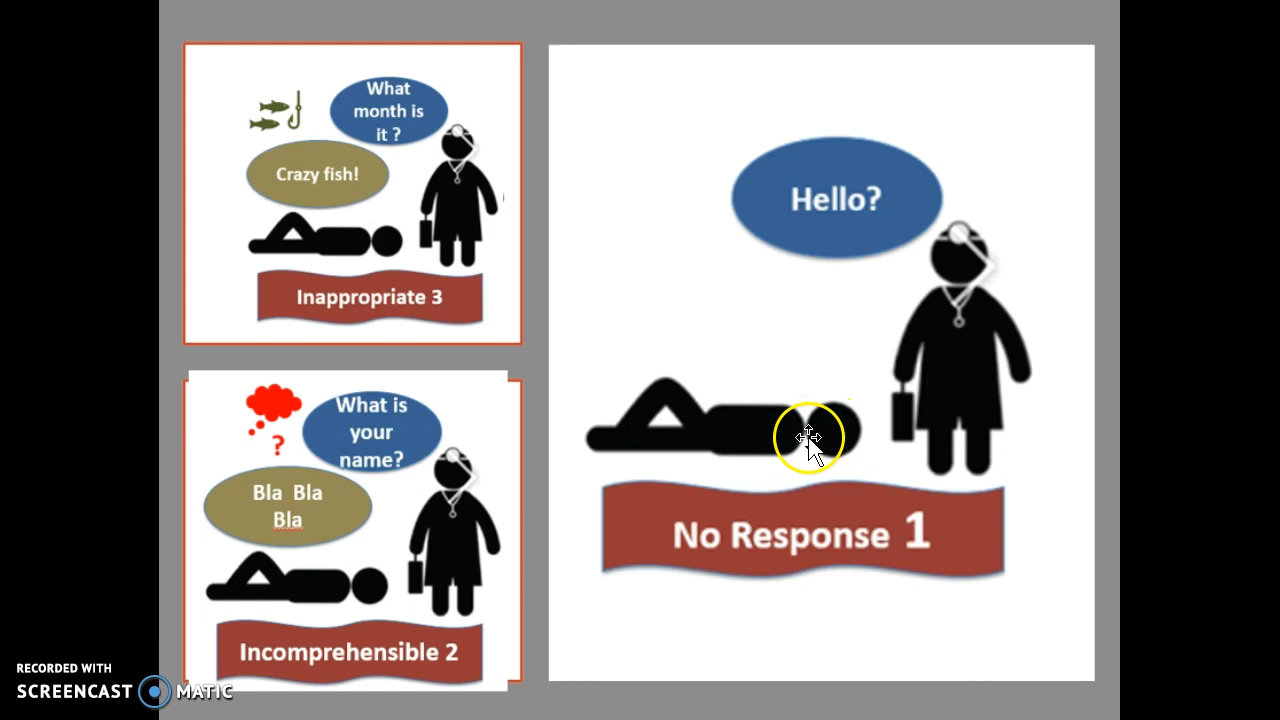 What
month is
it ?
Crazy fish!
Inappropriate 3
What is
your
name?
?
Bla Bla
Bla
Incomprehensible 2
Hello?
No Response 1
RECORDED WITH
SCREENCAST MATIC